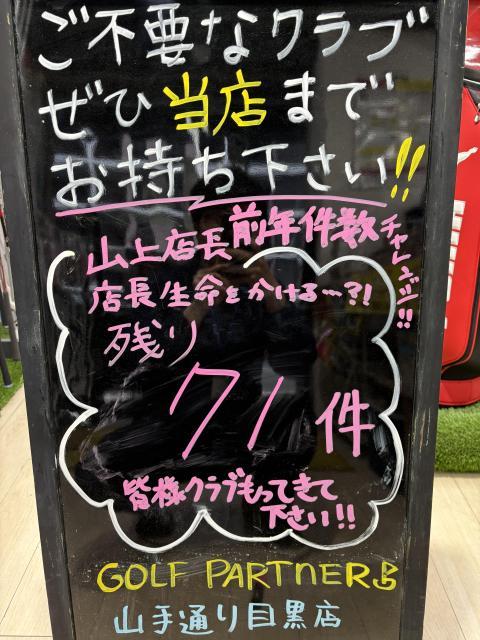 ご不要なクラブ
ぜひ当店まで
お持ち下さい!!
山上店長前年件数チャレンジ!!
店長生命をかける…?!
残り
71件
皆様クラブもってきて
下さい!!
GOLF PARTNER
山手通り目黒店